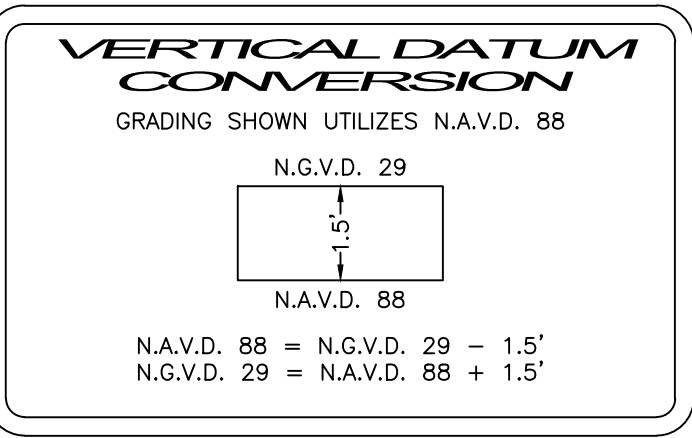 VERTICAL DATUM
CONVERSION
GRADING SHOWN UTILIZES N.A.V.D. 88
N.G.V.D. 29
1.5'
N.A.V.D. 88
N.A.V.D. 88 = N.G.V.D. 29 - 1.5'
N.G.V.D. 29 = N.A.V.D. 88 + 1.5'